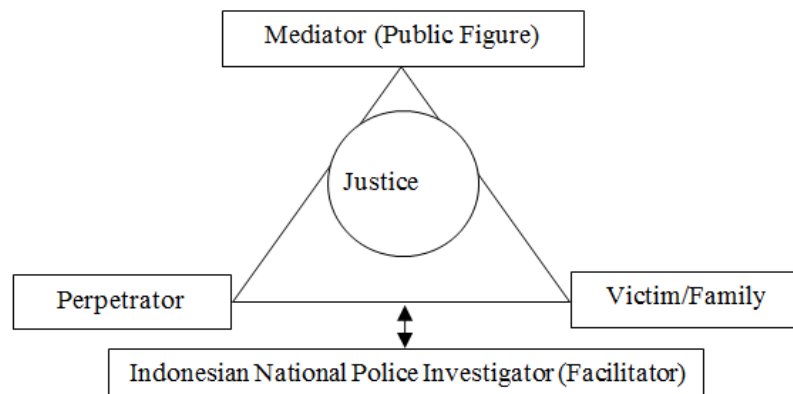 Mediator (Public Figure)
Justice
Perpetrator
Victim/Family
Indonesian National Police Investigator (Facilitator)